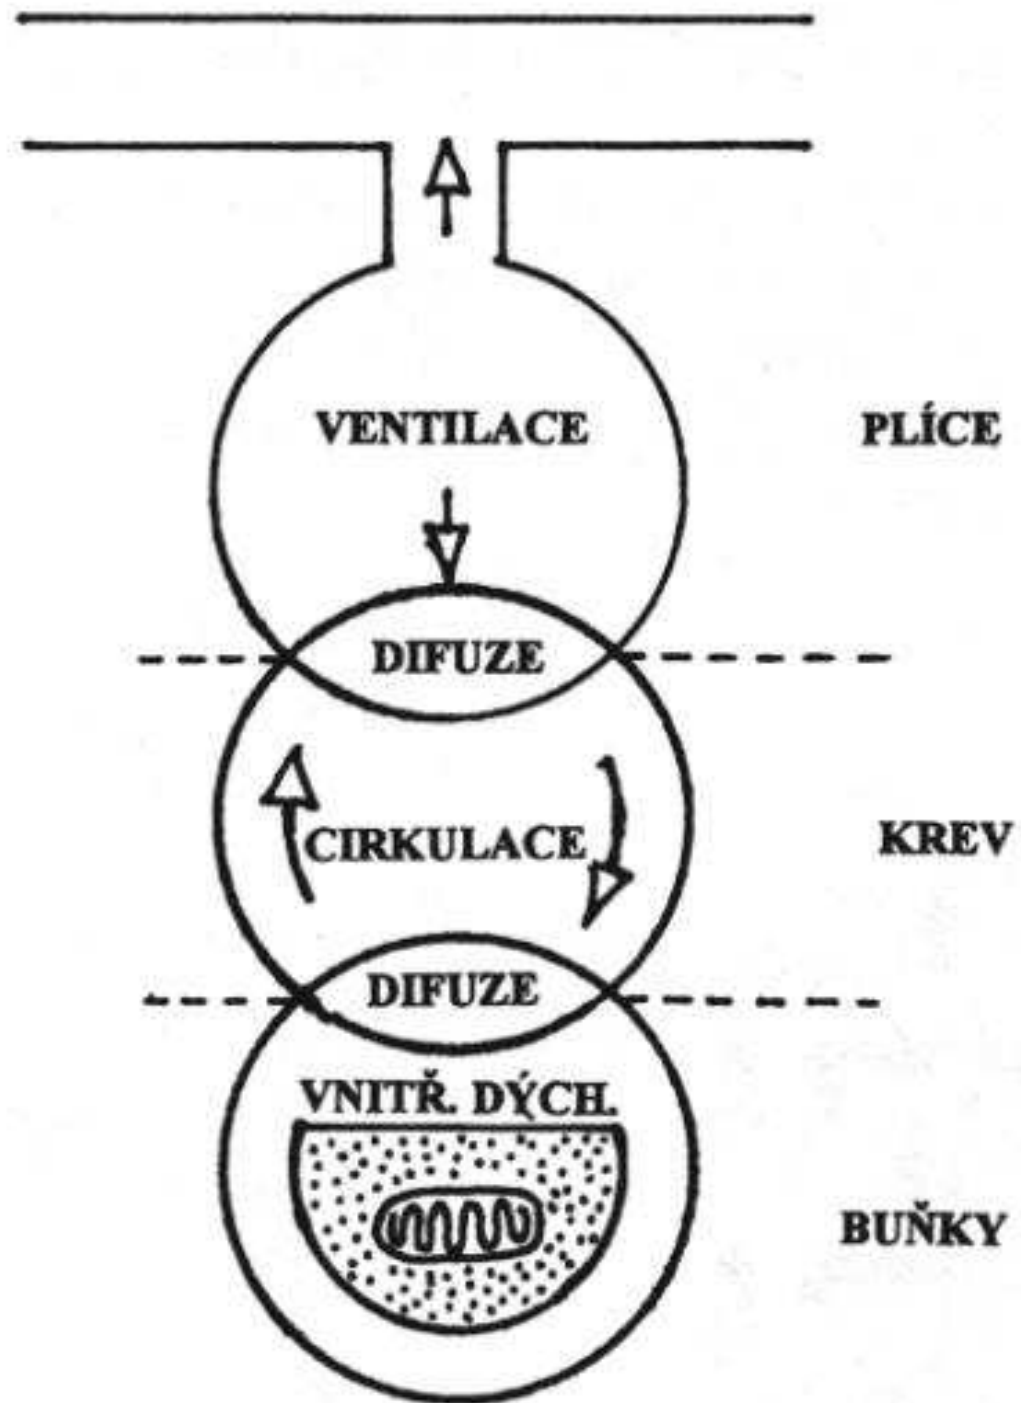 VENTILACE
PLÍCE
DIFUZE
CIRKULACE
KREV
DIFUZE
VNITŘ. DÝCH.
BUŇKY